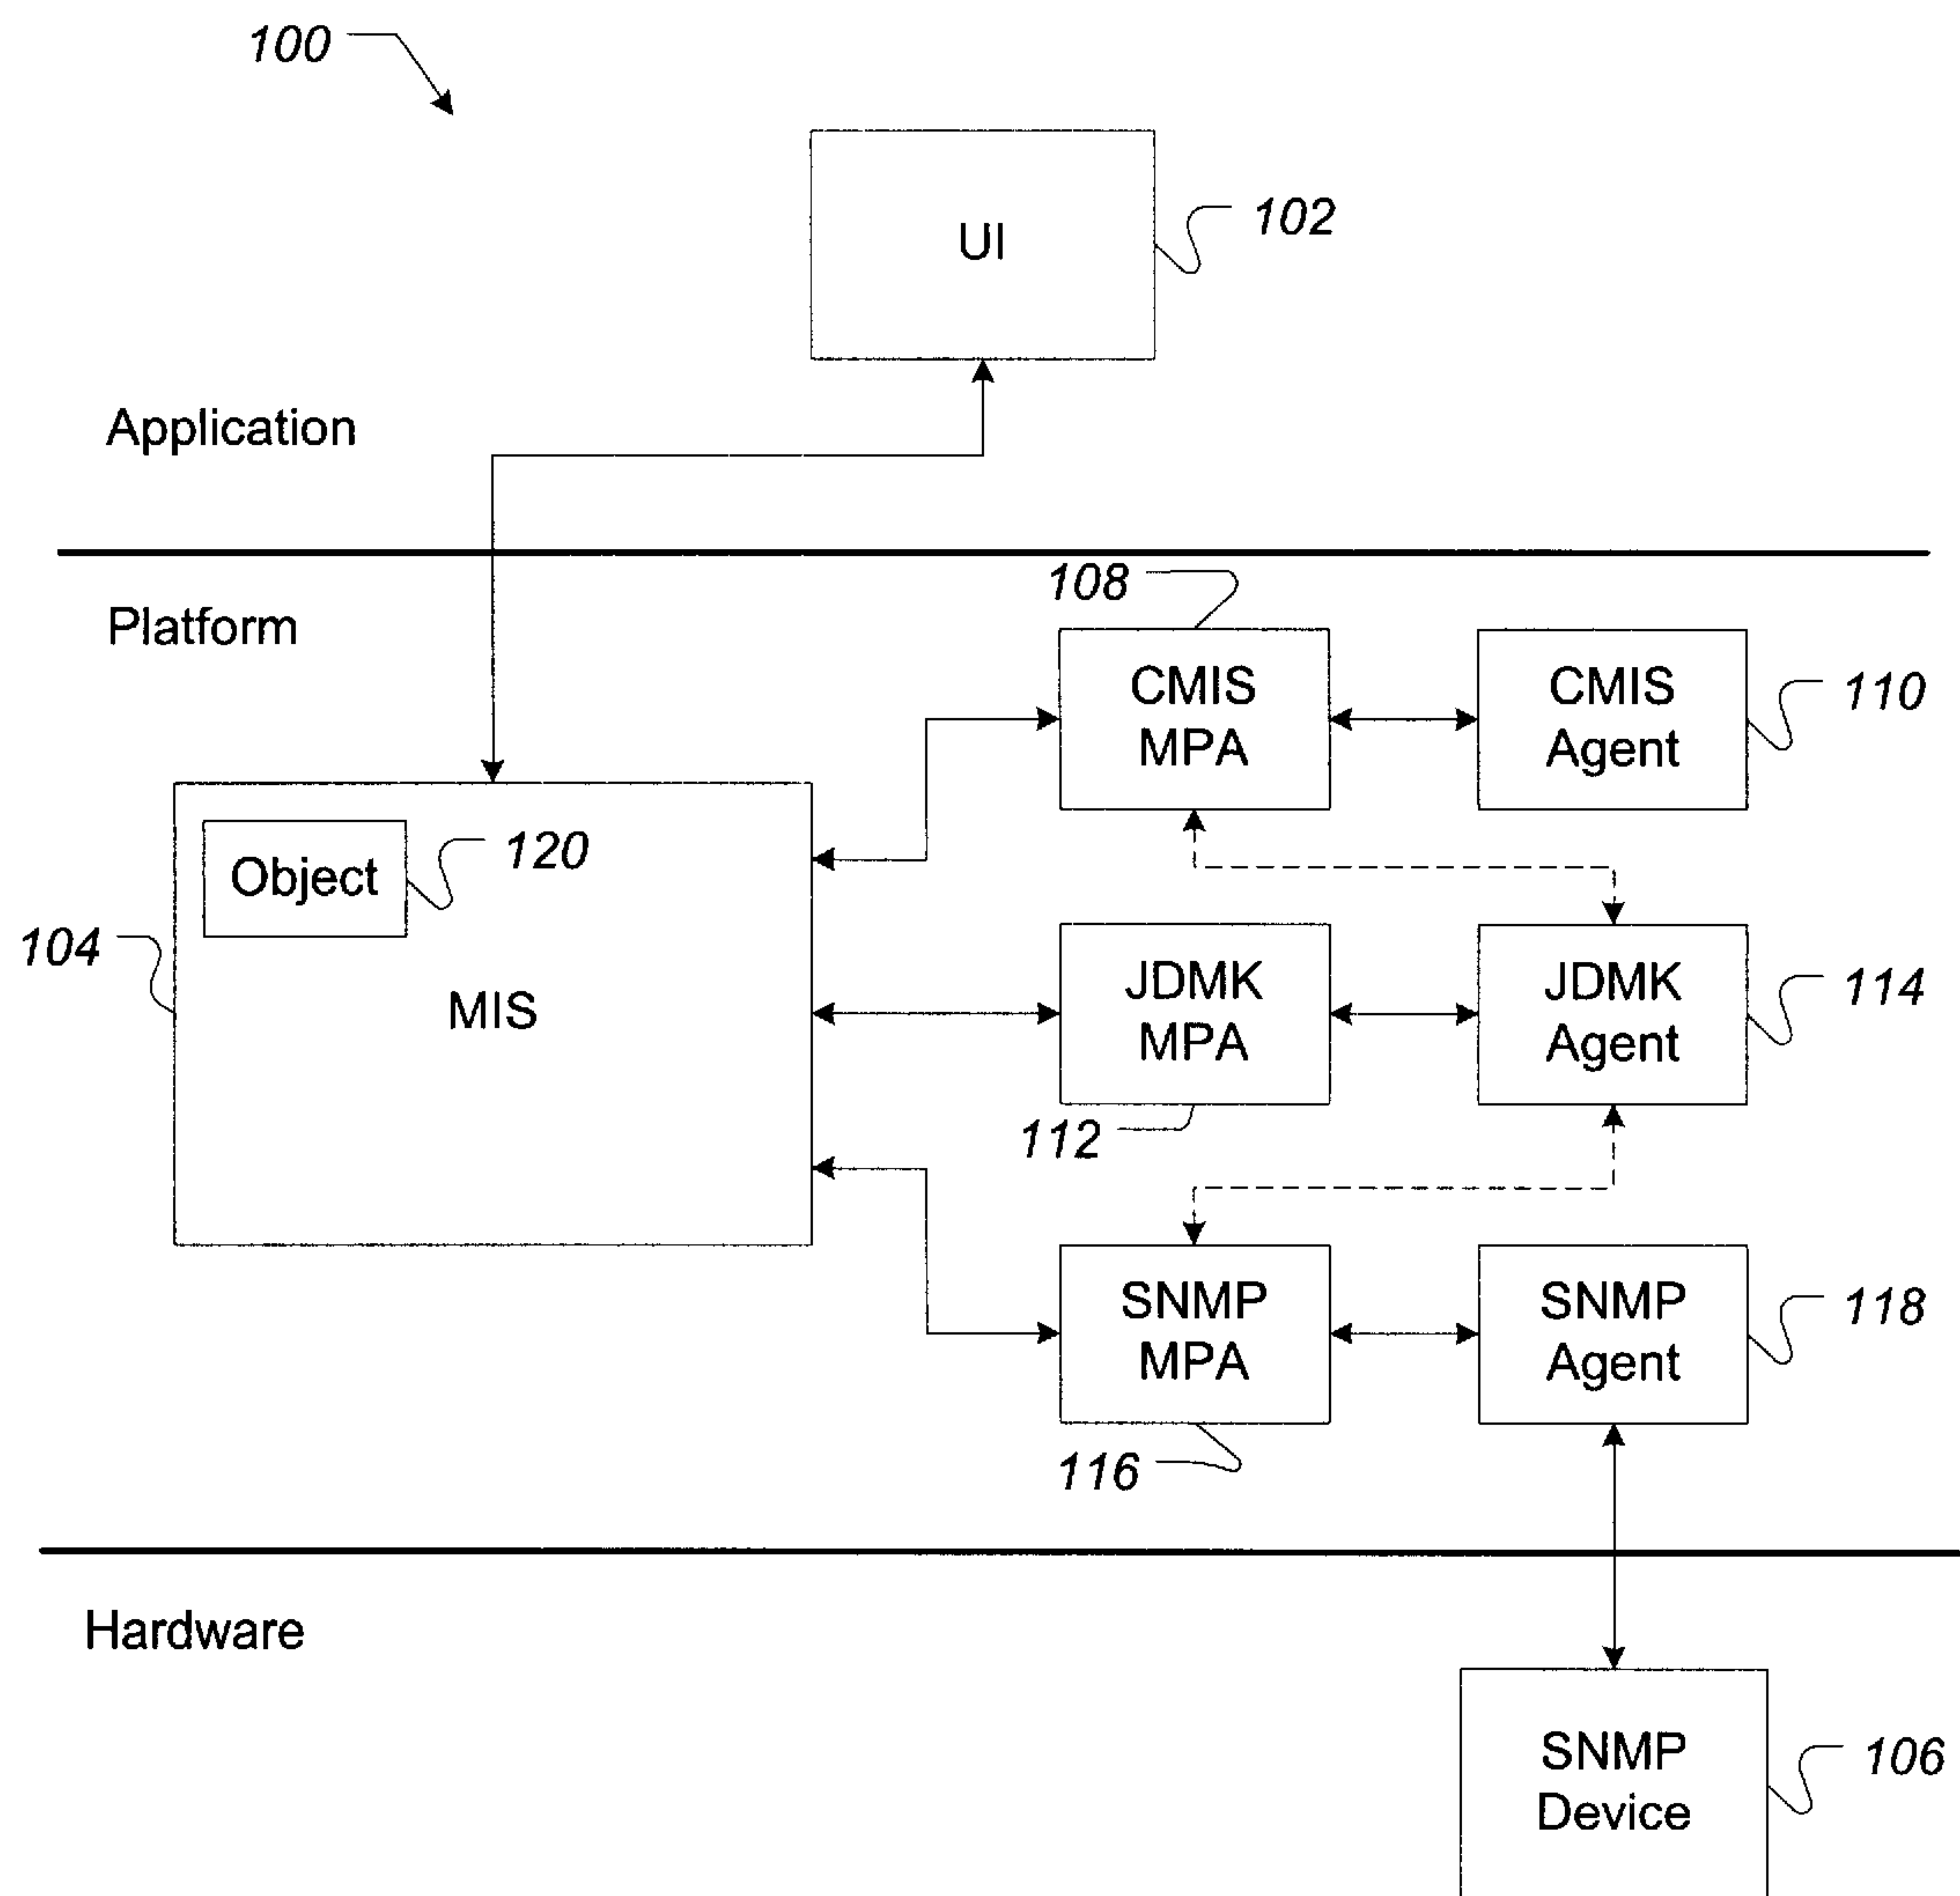 100
UI
102
Application
Platform
108
CMIS
MPA
CMIS
Agent
110
Object
120
104
MIS
JDMK
MPA
JDMK
Agent
114
112
SNMP
MPA
SNMP
Agent
118
116
Hardware
SNMP
Device
106